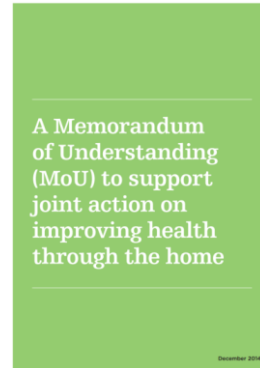 A Memorandum
of Understanding
(MoU) to support
joint action on
improving health
through the home
December 2014